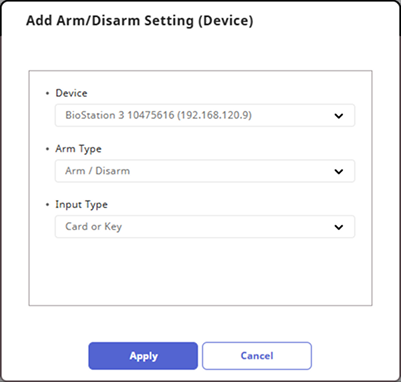 Add Arm/Disarm Setting (Device)
• Device
BioStation 3 10475616 (192.168.120.9)
• Arm Type
Arm / Disarm
• Input Type
Card or Key
Apply
Cancel